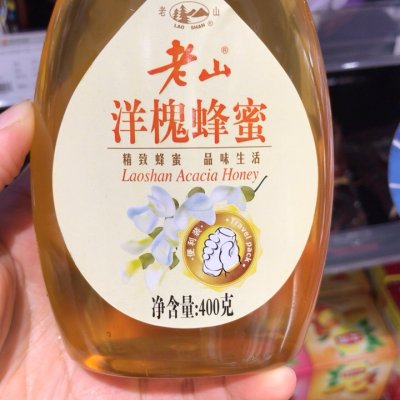 老 山
LAO SHAN
老山®
洋槐蜂蜜
精致蜂蜜 品味生活
Laoshan Acacia Honey
便利装 Travel pack
净含量:400克